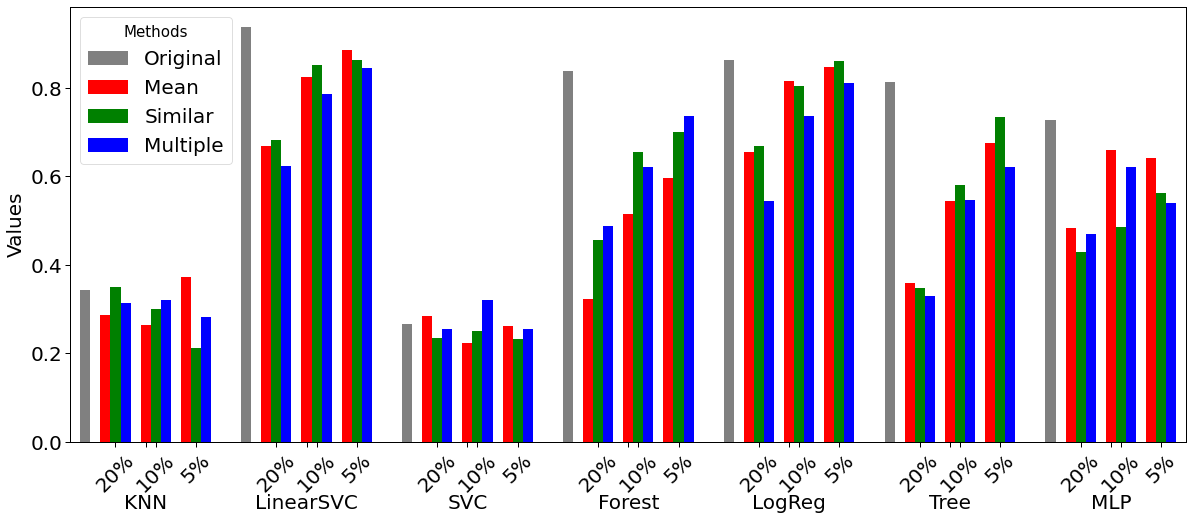 Methods
Original
Mean
Similar
Multiple
Values
0.8
0.6
0.4
0.2
0.0
20% 10% 5% 20% 10% 5% 20% 10% 5% 20% 10% 5% 20% 10% 5% 20% 10% 5% 20% 10% 5%
KNN LinearSVC SVC Forest LogReg Tree MLP